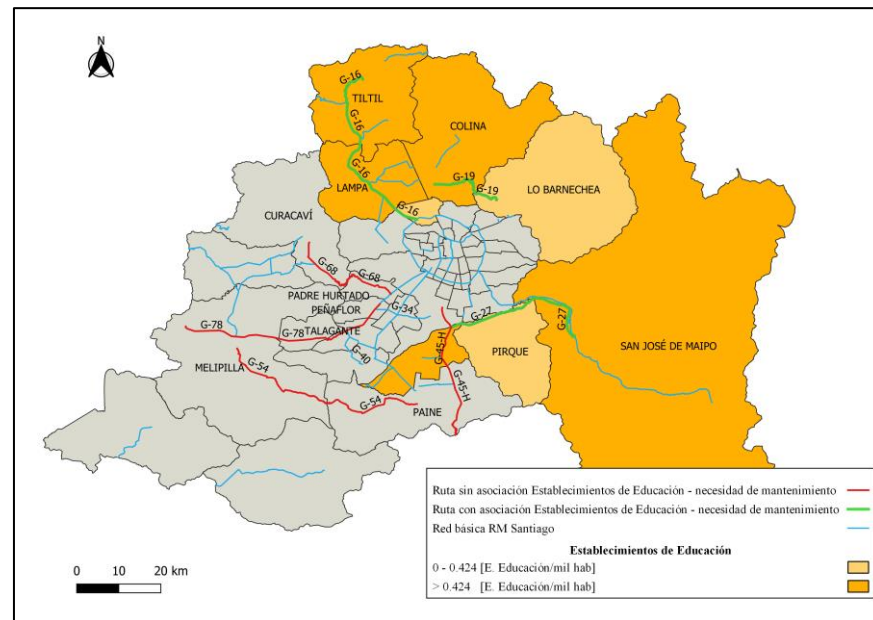 N
G-16
TILTIL
G-16
COLINA
G-16
G-19
G-19
LO BARNECHEA
LAMPA
G-16
CURACAVÍ
G-68
G-68
PADRE HURTADO
PEÑAFLOR
G-34
G-27
G-78
G-78
TALAGANTE
G-27
SAN JOSÉ DE MAIPO
G-40
G-45-H
PIRQUE
MELIPILLA
G-54
G-45-H
G-54
PAINE
Ruta sin asociación Establecimientos de Educación - necesidad de mantenimiento
Ruta con asociación Establecimientos de Educación - necesidad de mantenimiento
Red básica RM Santiago
Establecimientos de Educación
0 - 0.424 [E. Educación/mil hab]
> 0.424 [E. Educación/mil hab]
0 10 20 km